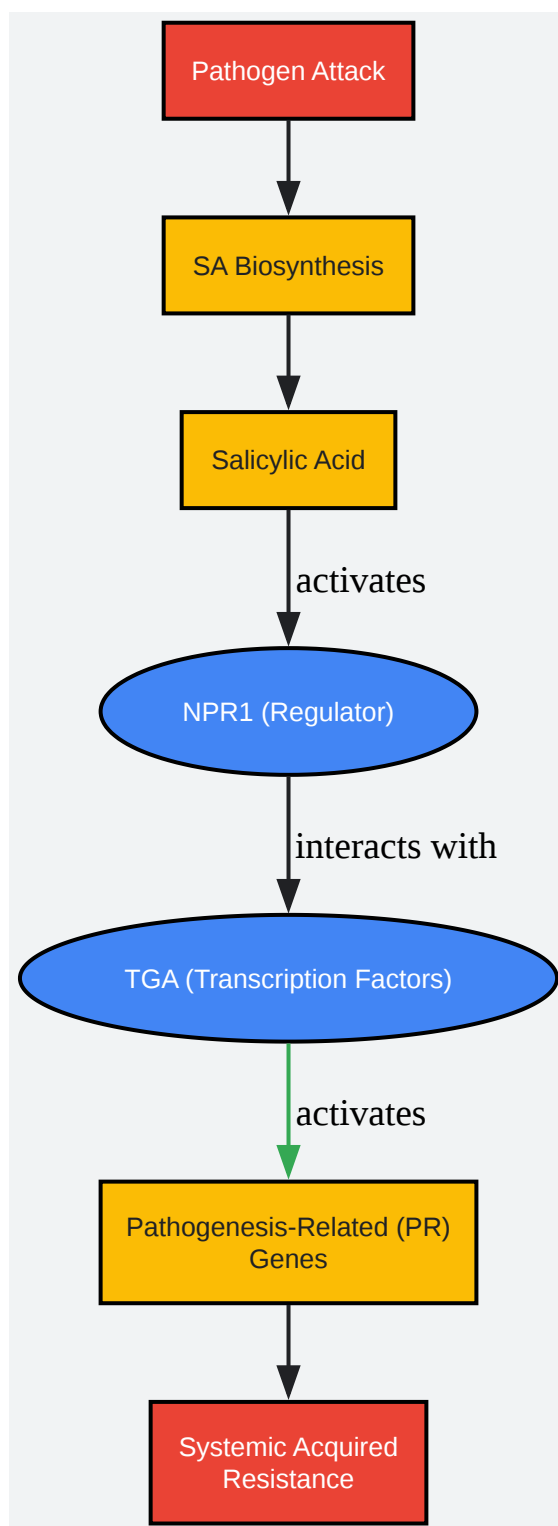 Pathogen Attack
SA Biosynthesis
Salicylic Acid
activates
NPR1 (Regulator)
interacts with
TGA (Transcription Factors)
activates
Pathogenesis-Related (PR)
Genes
Systemic Acquired
Resistance